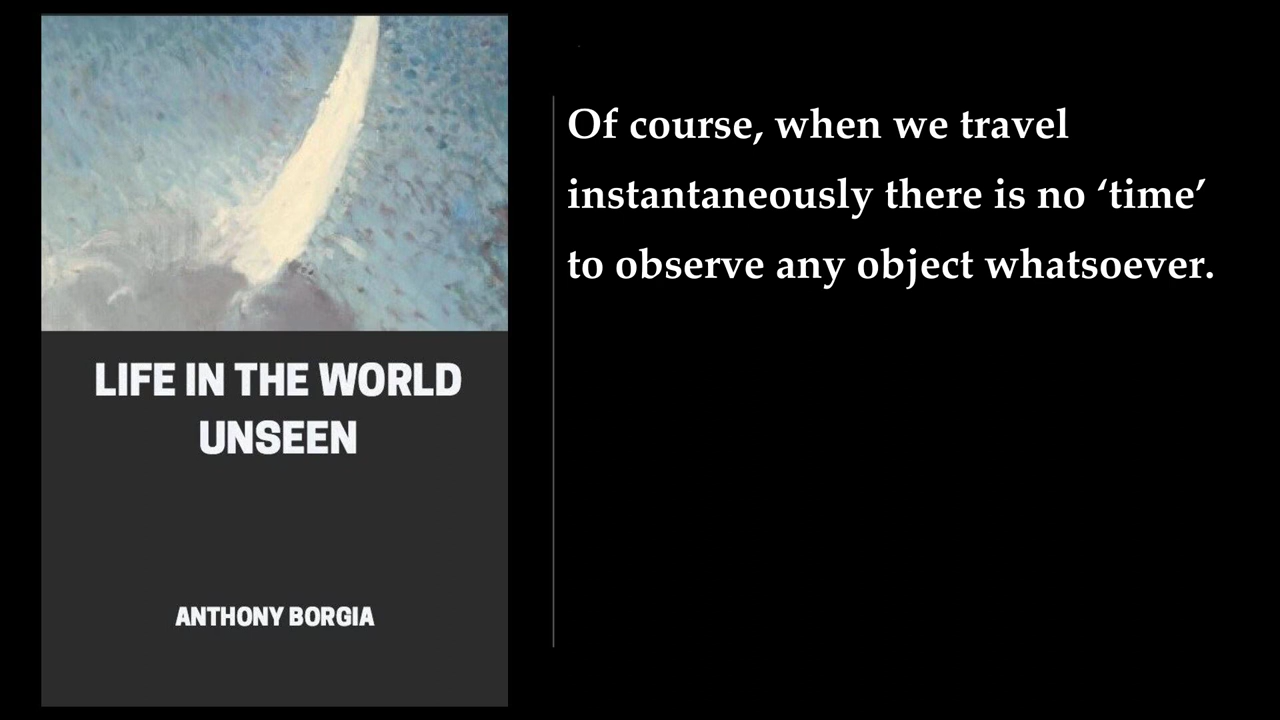 LIFE IN THE WORLD
UNSEEN
ANTHONY BORGIA
Of course, when we travel
instantaneously there is no ‘time’
to observe any object whatsoever.